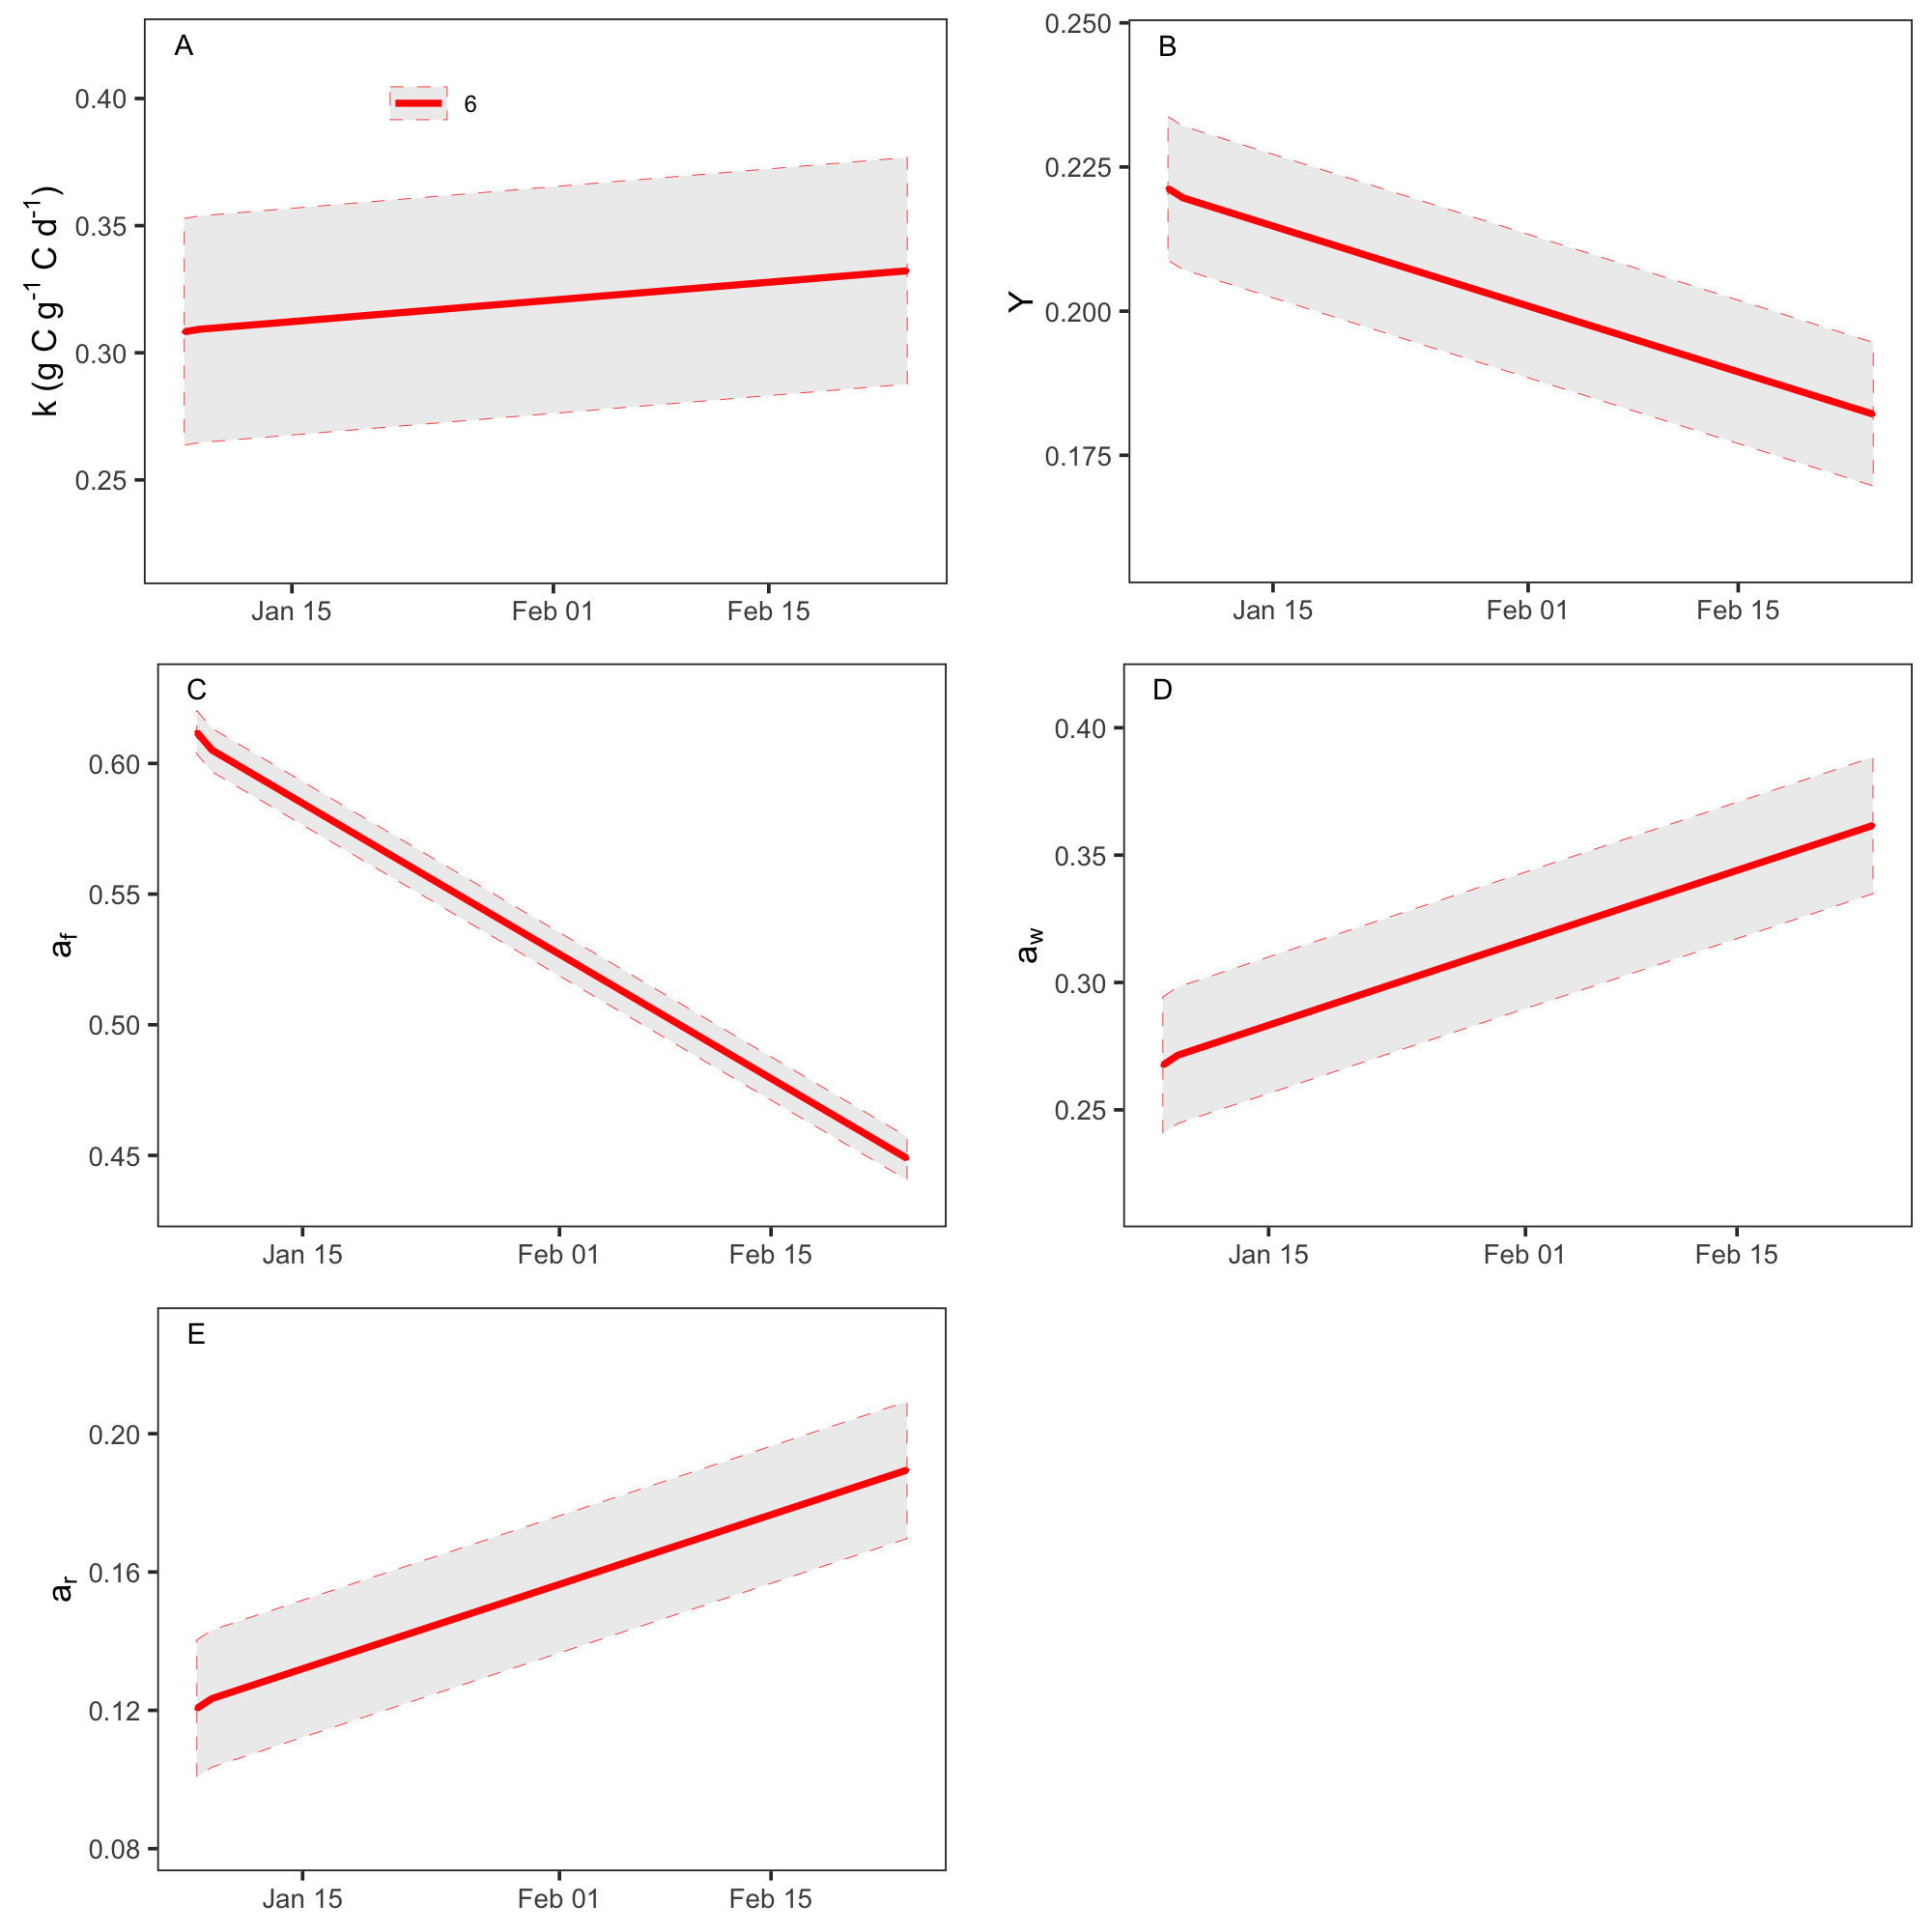 A
6
k (g C g⁻¹ C d⁻¹)
0.40
0.35
0.30
0.25
Jan 15 Feb 01 Feb 15
B
Y
0.250
0.225
0.200
0.175
Jan 15 Feb 01 Feb 15
C
a_f
0.60
0.55
0.50
0.45
Jan 15 Feb 01 Feb 15
D
a_w
0.40
0.35
0.30
0.25
Jan 15 Feb 01 Feb 15
E
a_r
0.20
0.16
0.12
0.08
Jan 15 Feb 01 Feb 15